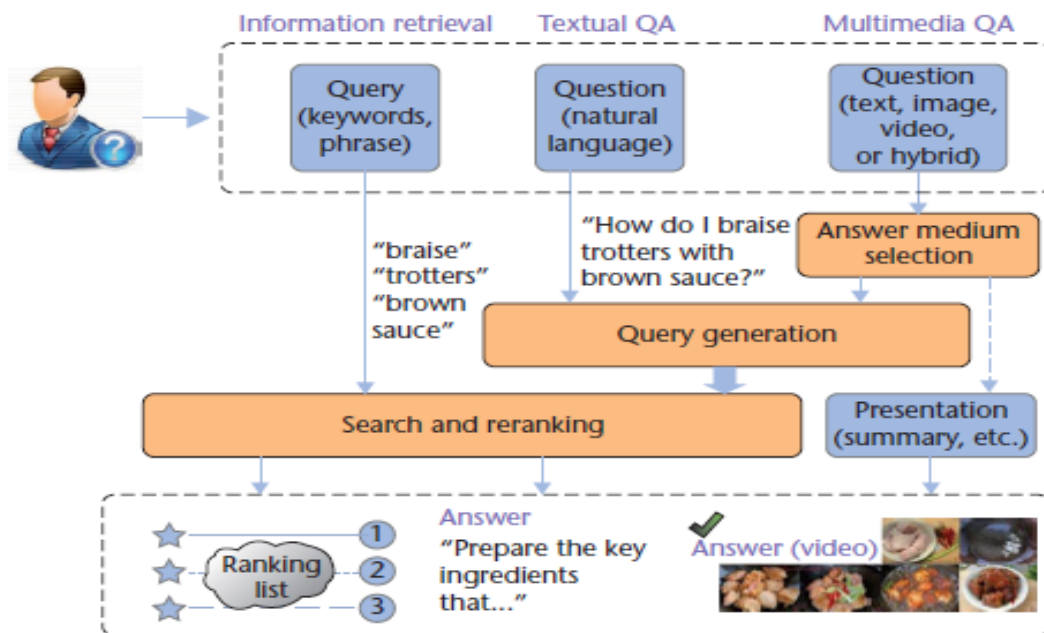 Information retrieval
Textual QA
Multimedia QA
?
Query
(keywords,
phrase)
Question
(natural
language)
Question
(text, image,
video,
or hybrid)
“braise”
“trotters”
“brown
sauce”
“How do I braise
trotters with
brown sauce?”
Answer medium
selection
Query generation
Search and reranking
Presentation
(summary, etc.)
1
Ranking
list
2
3
Answer
“Prepare the key
ingredients
that...”
Answer (video)